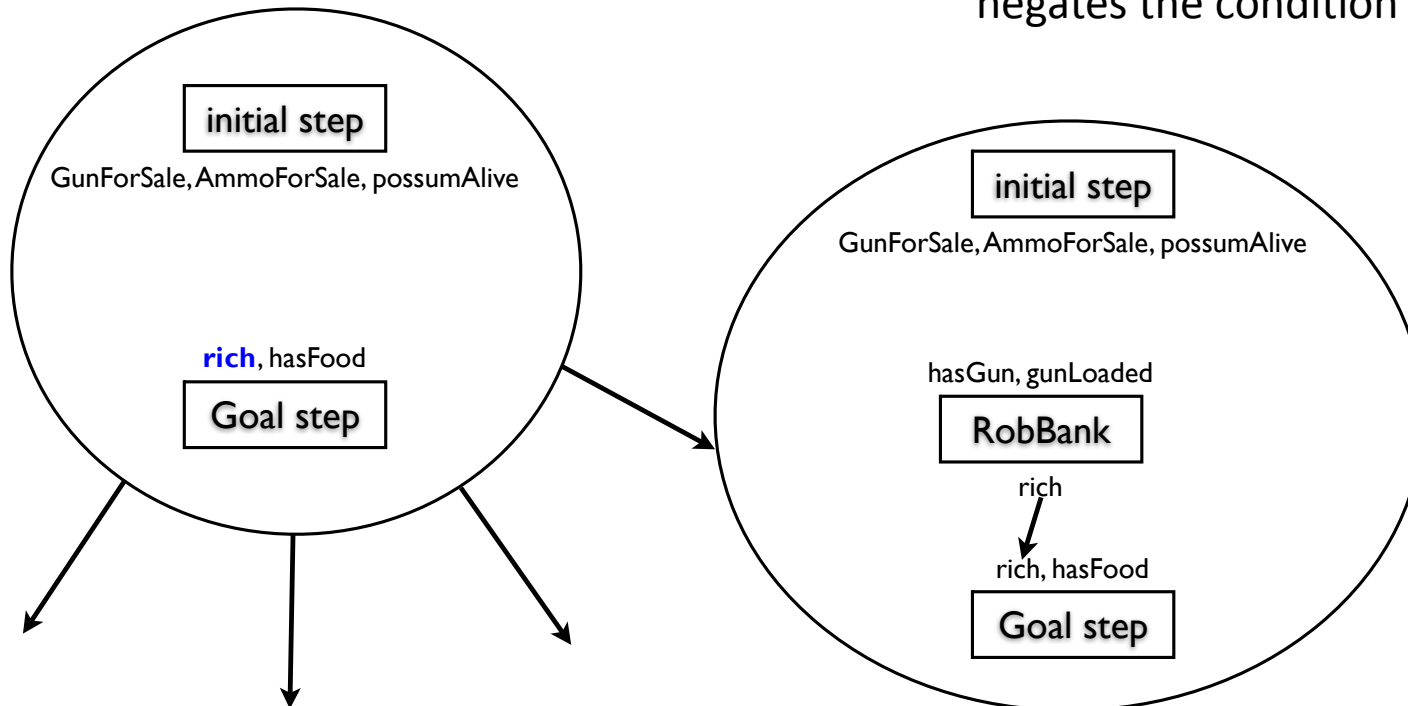 negates the condition
initial step
GunForSale, AmmoForSale, possumAlive
rich, hasFood
Goal step
initial step
GunForSale, AmmoForSale, possumAlive
hasGun, gunLoaded
RobBank
rich
rich, hasFood
Goal step